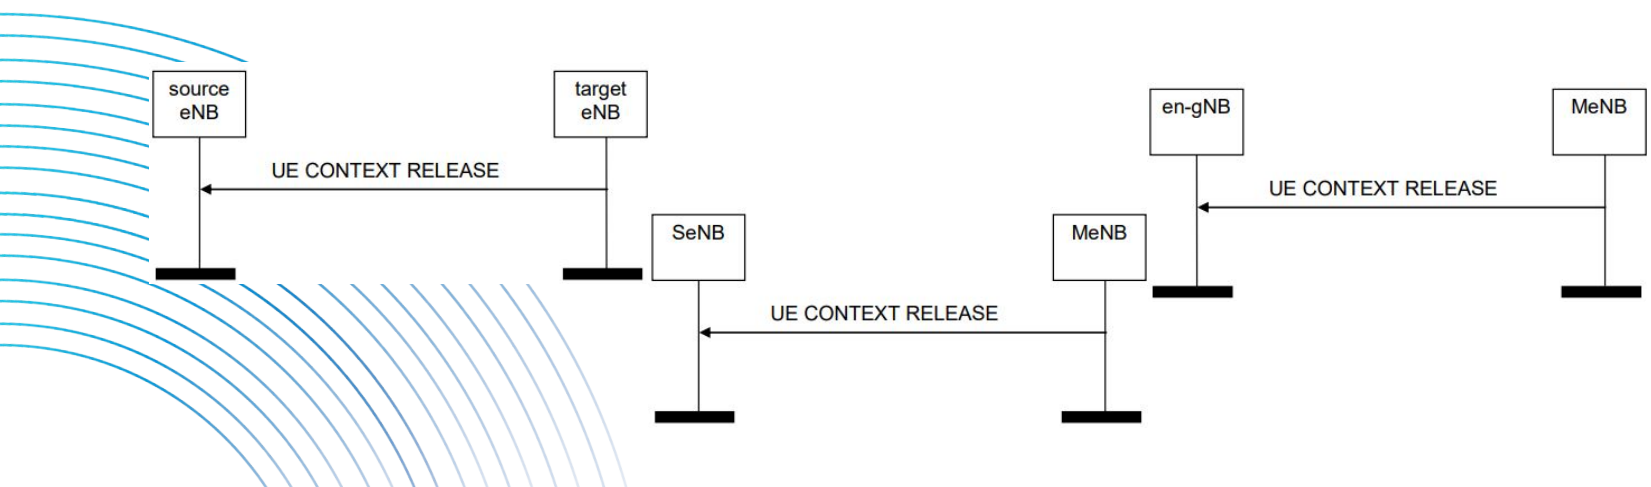 source
eNB
target
eNB
UE CONTEXT RELEASE
SeNB
MeNB
UE CONTEXT RELEASE
en-gNB
MeNB
UE CONTEXT RELEASE